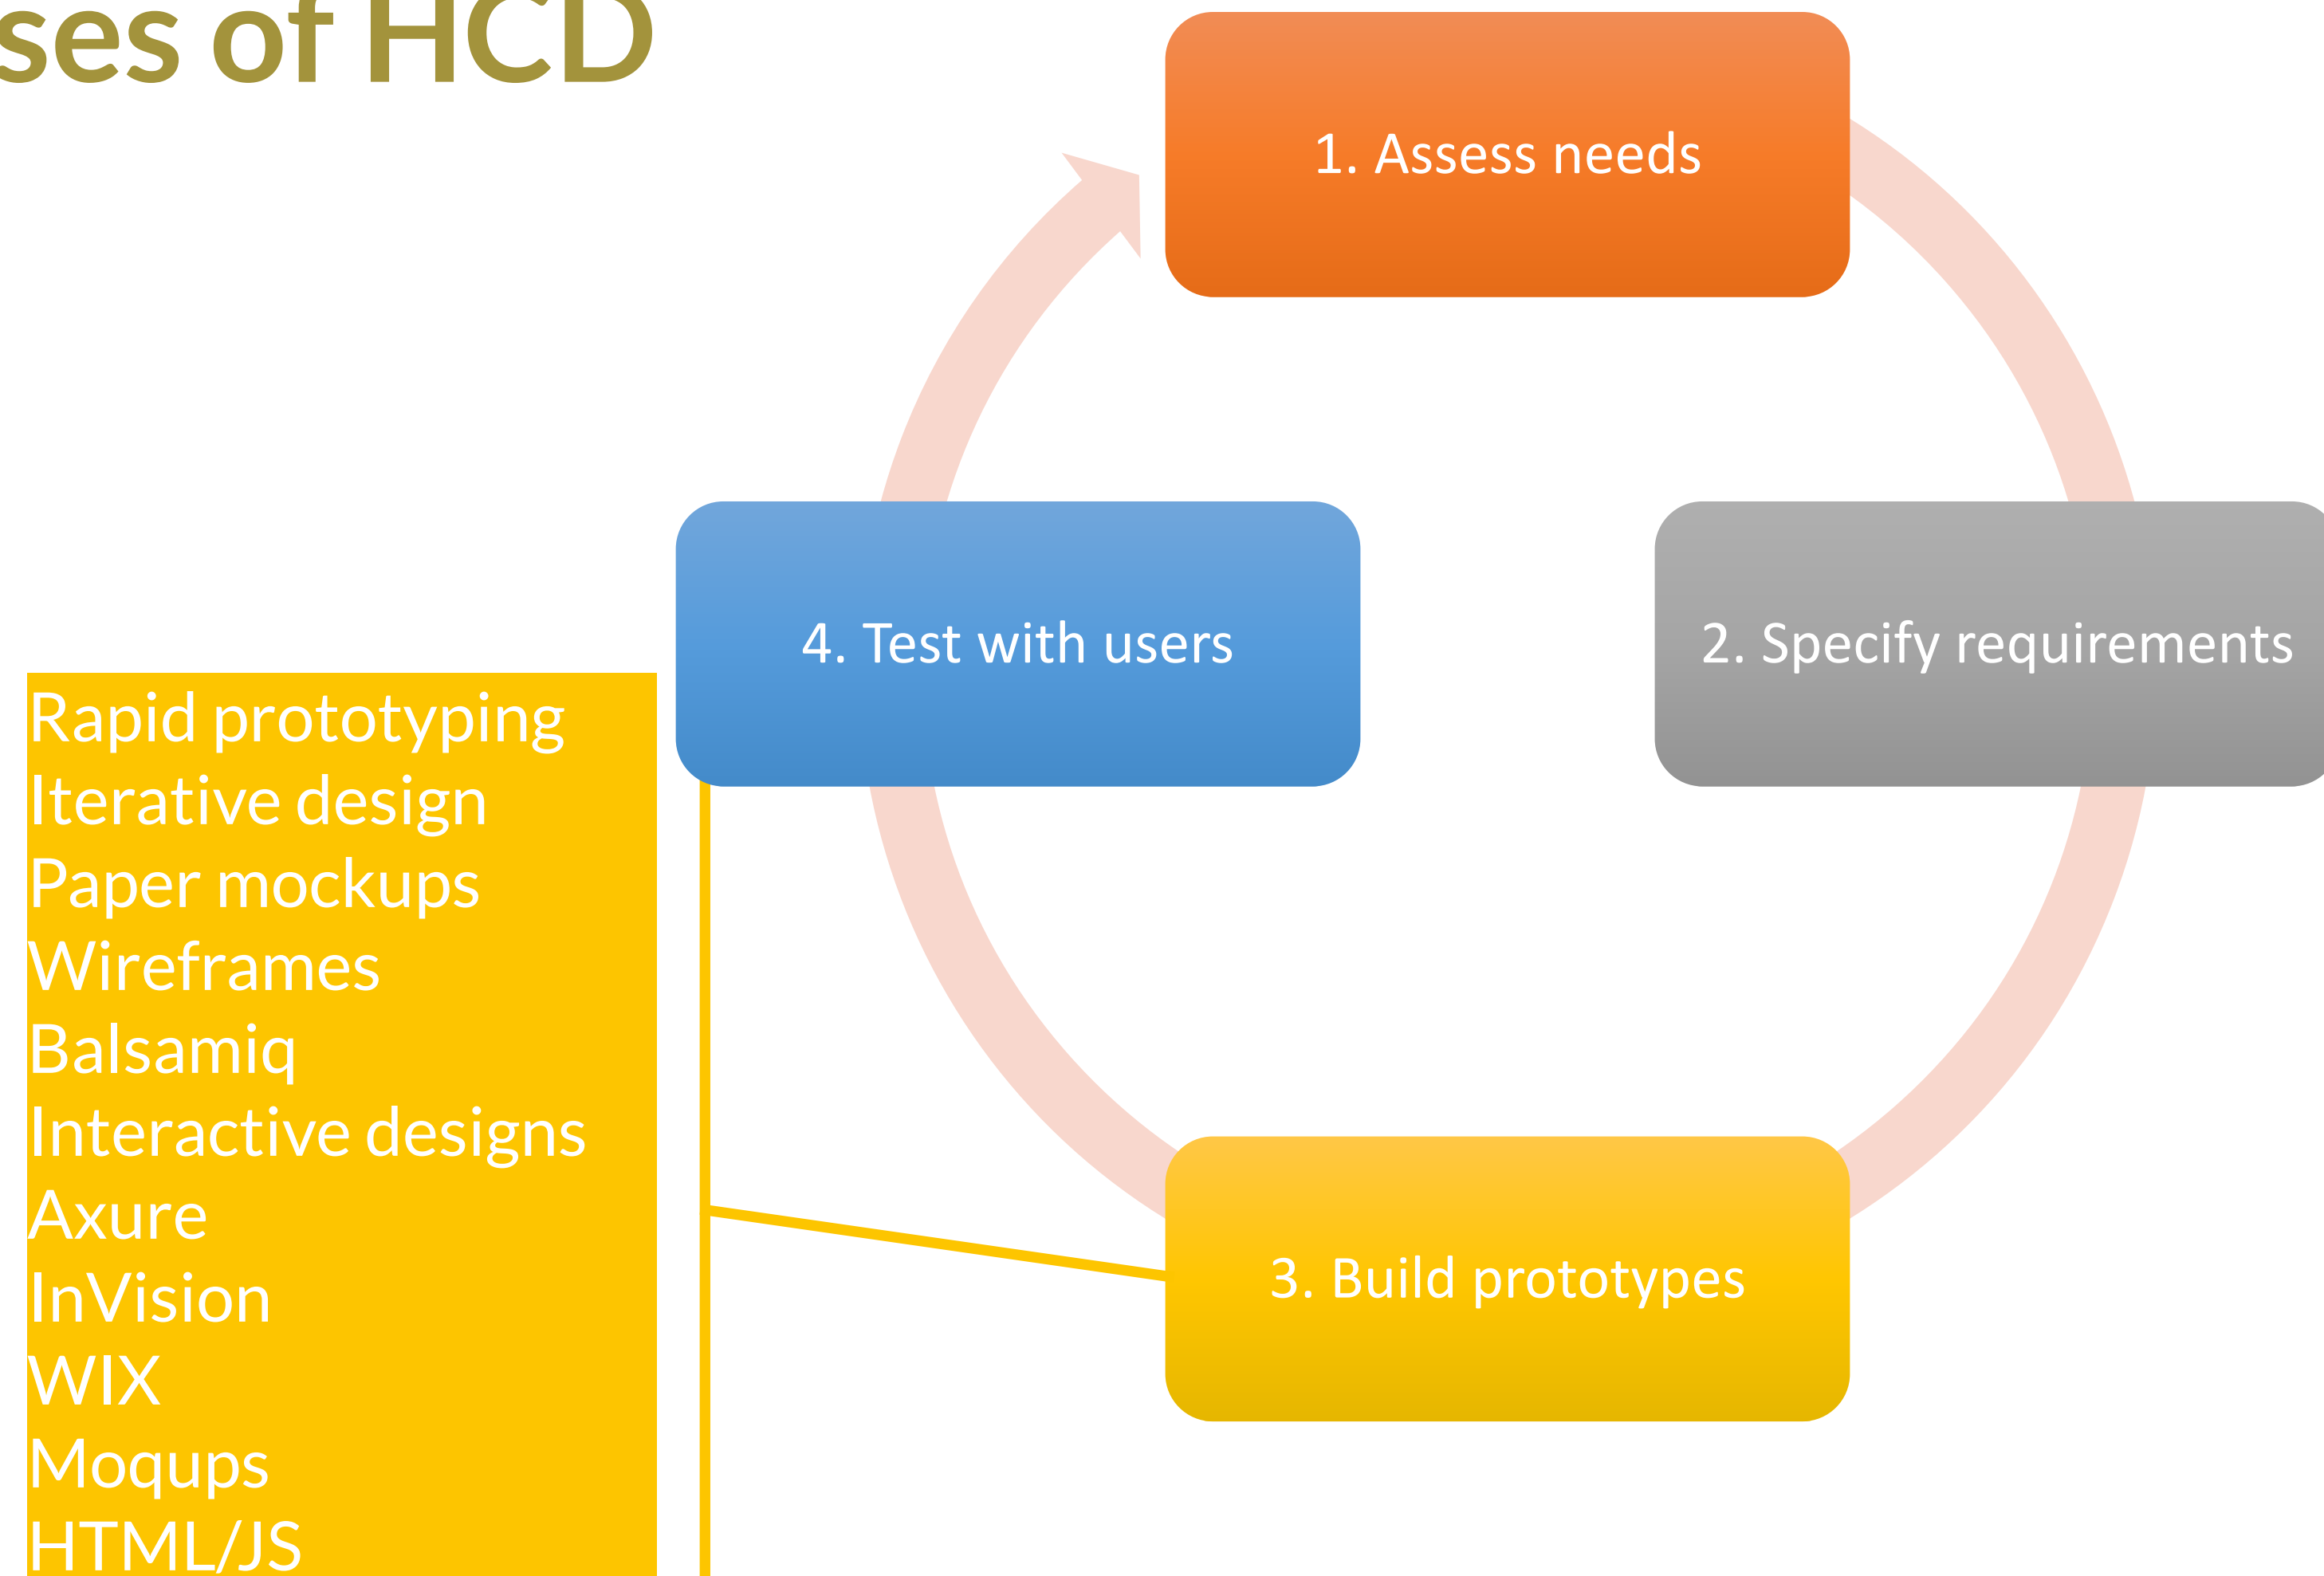 ses of HCD
1. Assess needs
4. Test with users
2. Specify requirements
3. Build prototypes
Rapid prototyping
Iterative design
Paper mockups
Wireframes
Balsamiq
Interactive designs
Axure
InVision
WIX
Moqups
HTML/JS